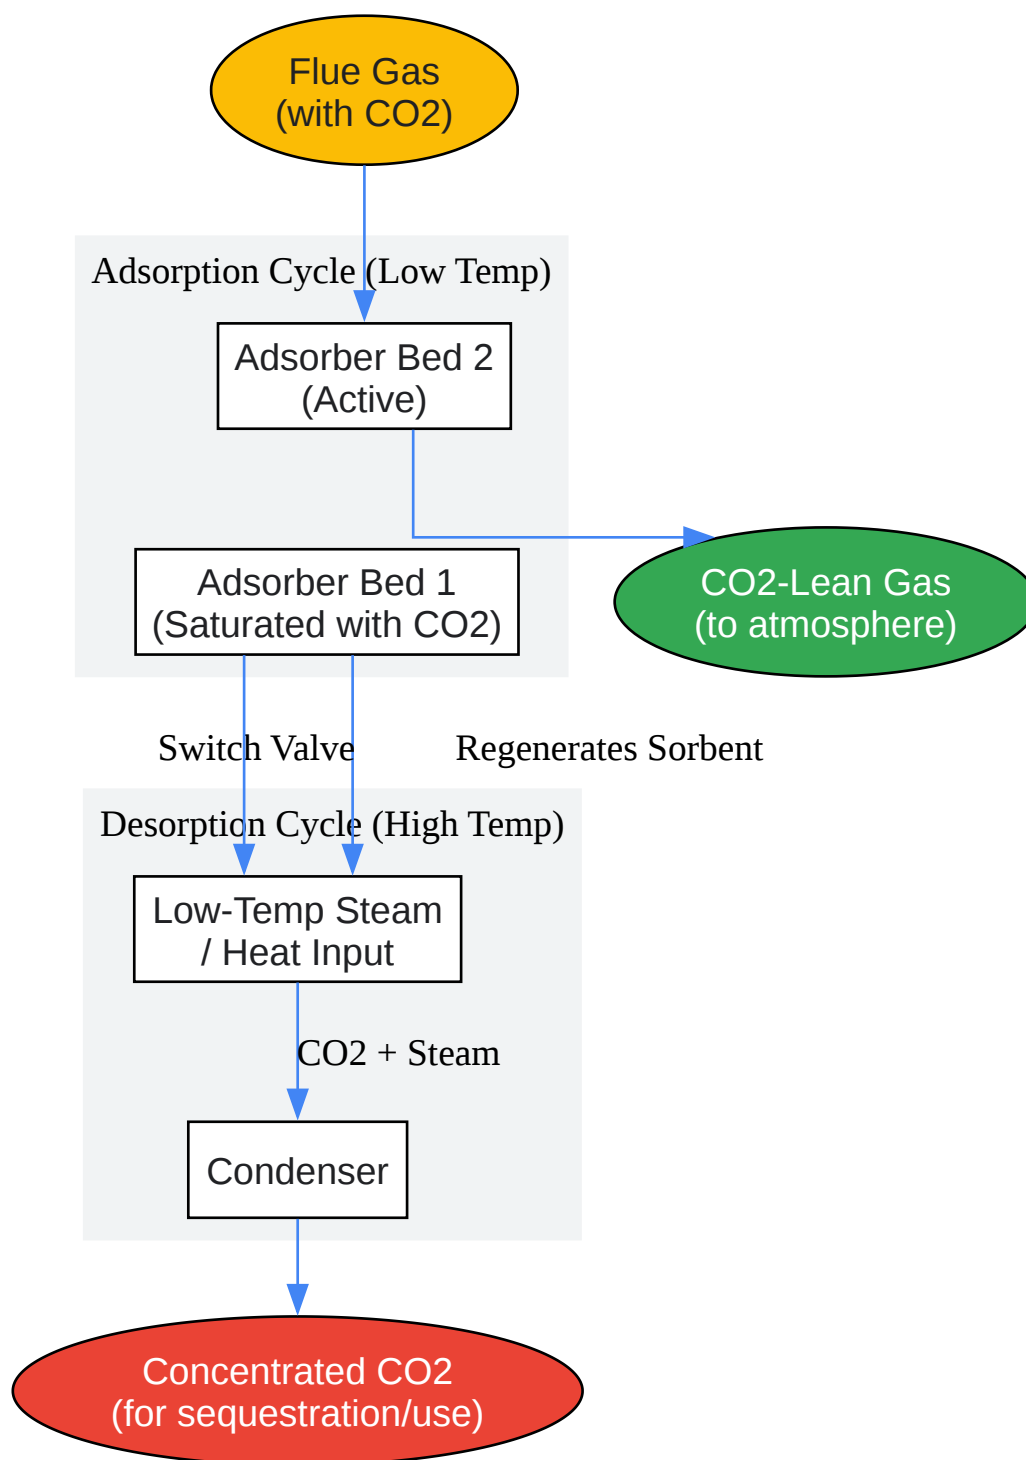 Flue Gas
(with CO2)
Adsorption Cycle (Low Temp)
Adsorber Bed 2
(Active)
Adsorber Bed 1
(Saturated with CO2)
CO2-Lean Gas
(to atmosphere)
Switch Valve
Regenerates Sorbent
Desorption Cycle (High Temp)
Low-Temp Steam
/ Heat Input
CO2 + Steam
Condenser
Concentrated CO2
(for sequestration/use)